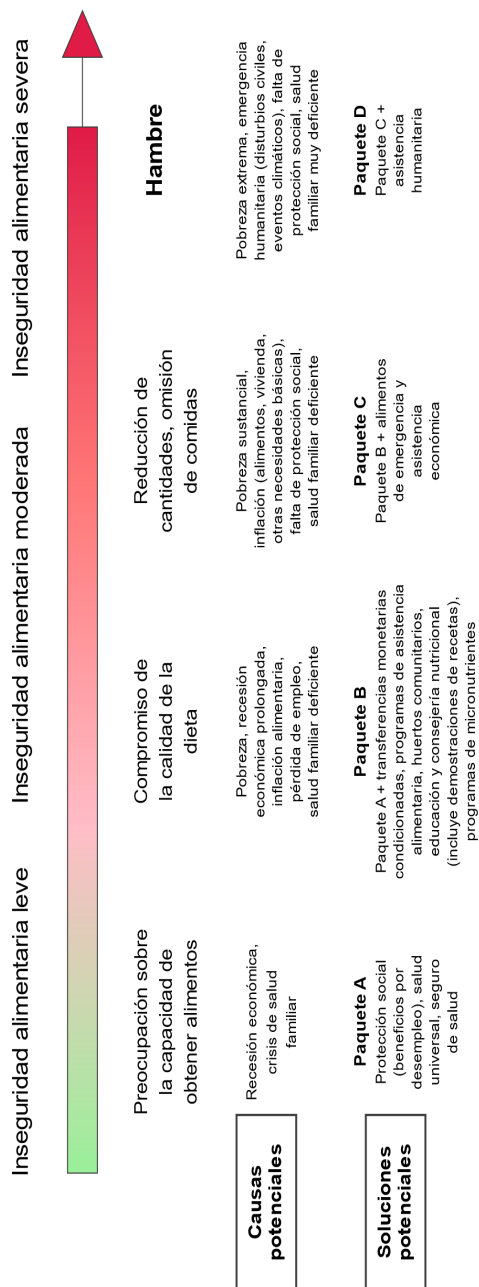 Inseguridad alimentaria leve
Inseguridad alimentaria moderada
Inseguridad alimentaria severa
Preocupación sobre
la capacidad de
obtener alimentos
Compromiso de
la calidad de la
dieta
Reducción de
cantidades, omisión
de comidas
Hambre
Causas
potenciales
Recesión económica,
crisis de salud
familiar
Pobreza, recesión
económica prolongada,
inflación alimentaria,
pérdida de empleo,
salud familiar deficiente
Pobreza sustancial,
inflación (alimentos, vivienda,
otras necesidades básicas),
falta de protección social,
salud familiar deficiente
Pobreza extrema, emergencia
humanitaria (disturbios civiles,
eventos climáticos), falta de
protección social, salud
familiar muy deficiente
Soluciones
potenciales
Paquete A
Protección social
(beneficios por
desempleo), salud
universal, seguro
de salud
Paquete B
Paquete A + transferencias monetarias
condicionadas, programas de asistencia
alimentaria, huertos comunitarios,
educación y consejería nutricional
(incluye demostraciones de recetas),
programas de micronutrientes
Paquete C
Paquete B + alimentos
de emergencia y
asistencia
económica
Paquete D
Paquete C +
asistencia
humanitaria